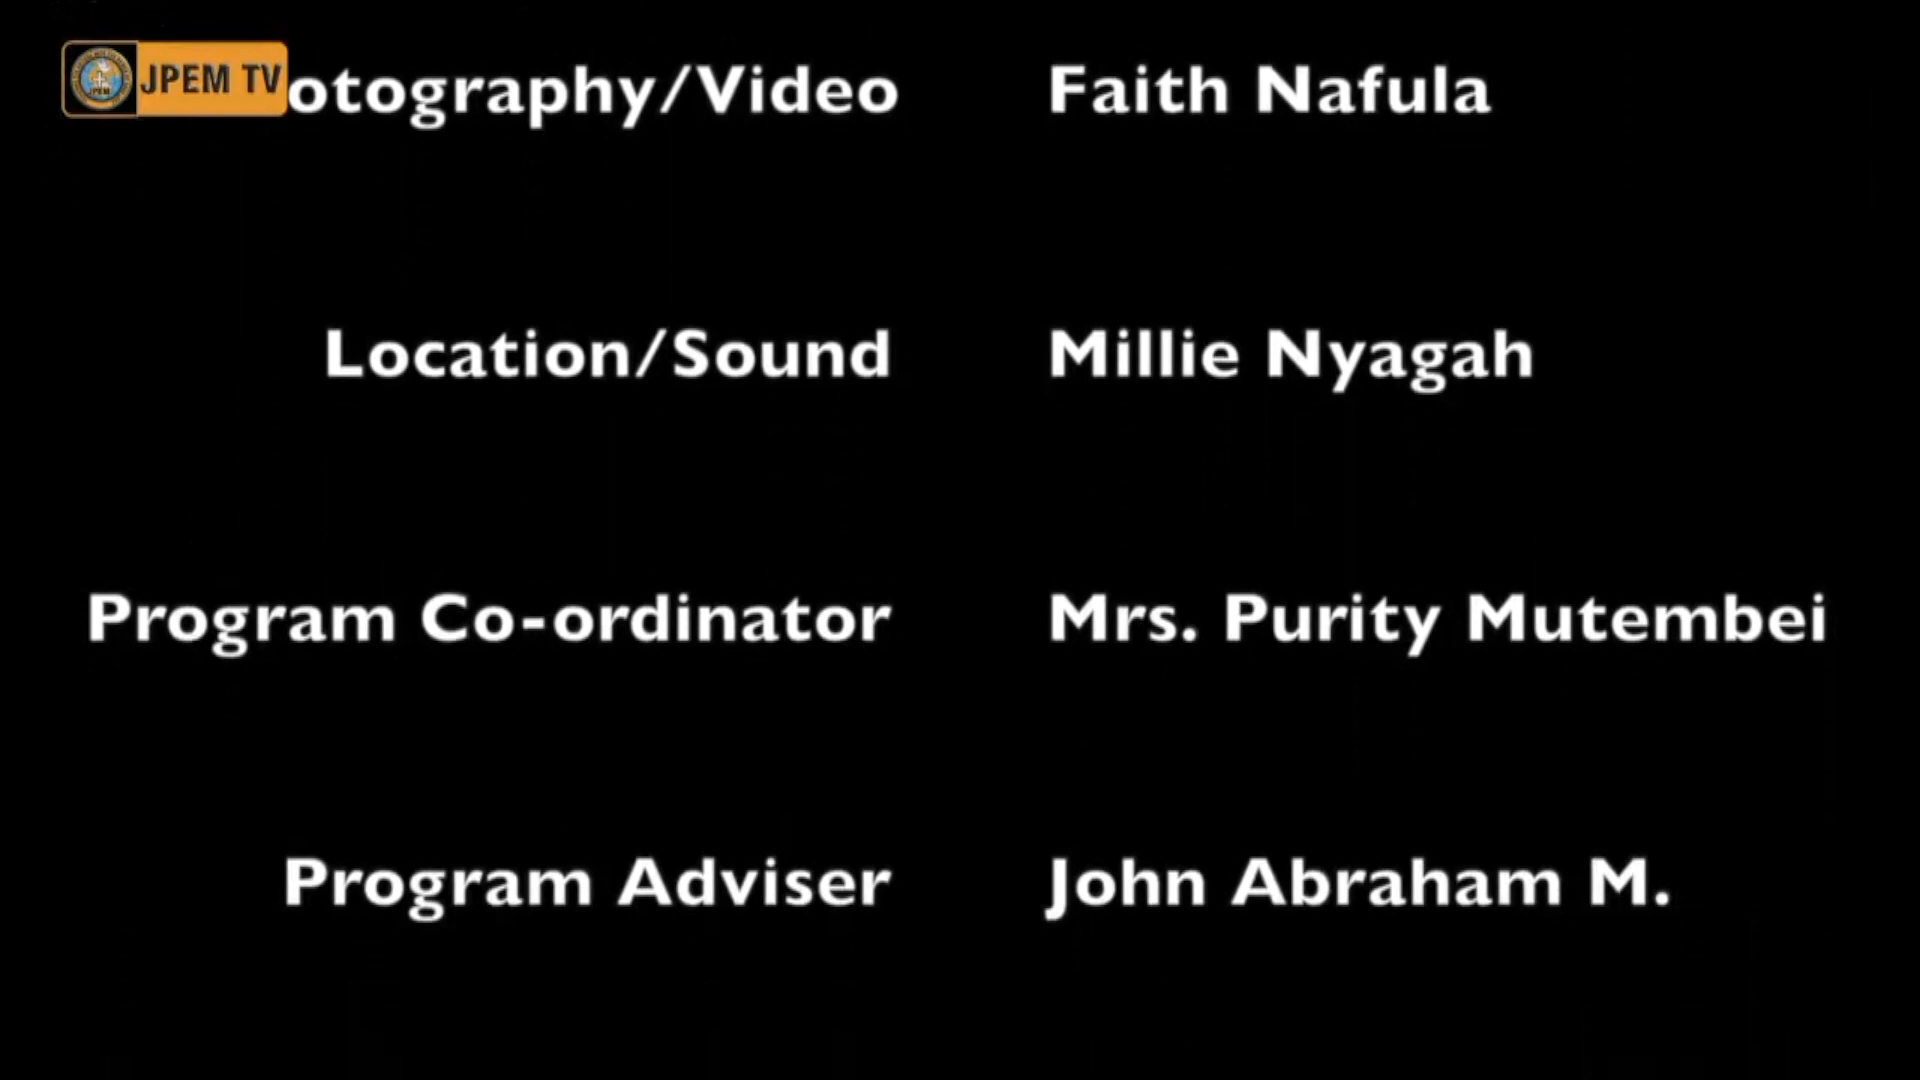 JPEM TV
otography/Video Faith Nafula
Location/Sound Millie Nyagah
Program Co-ordinator Mrs. Purity Mutembei
Program Adviser John Abraham M.